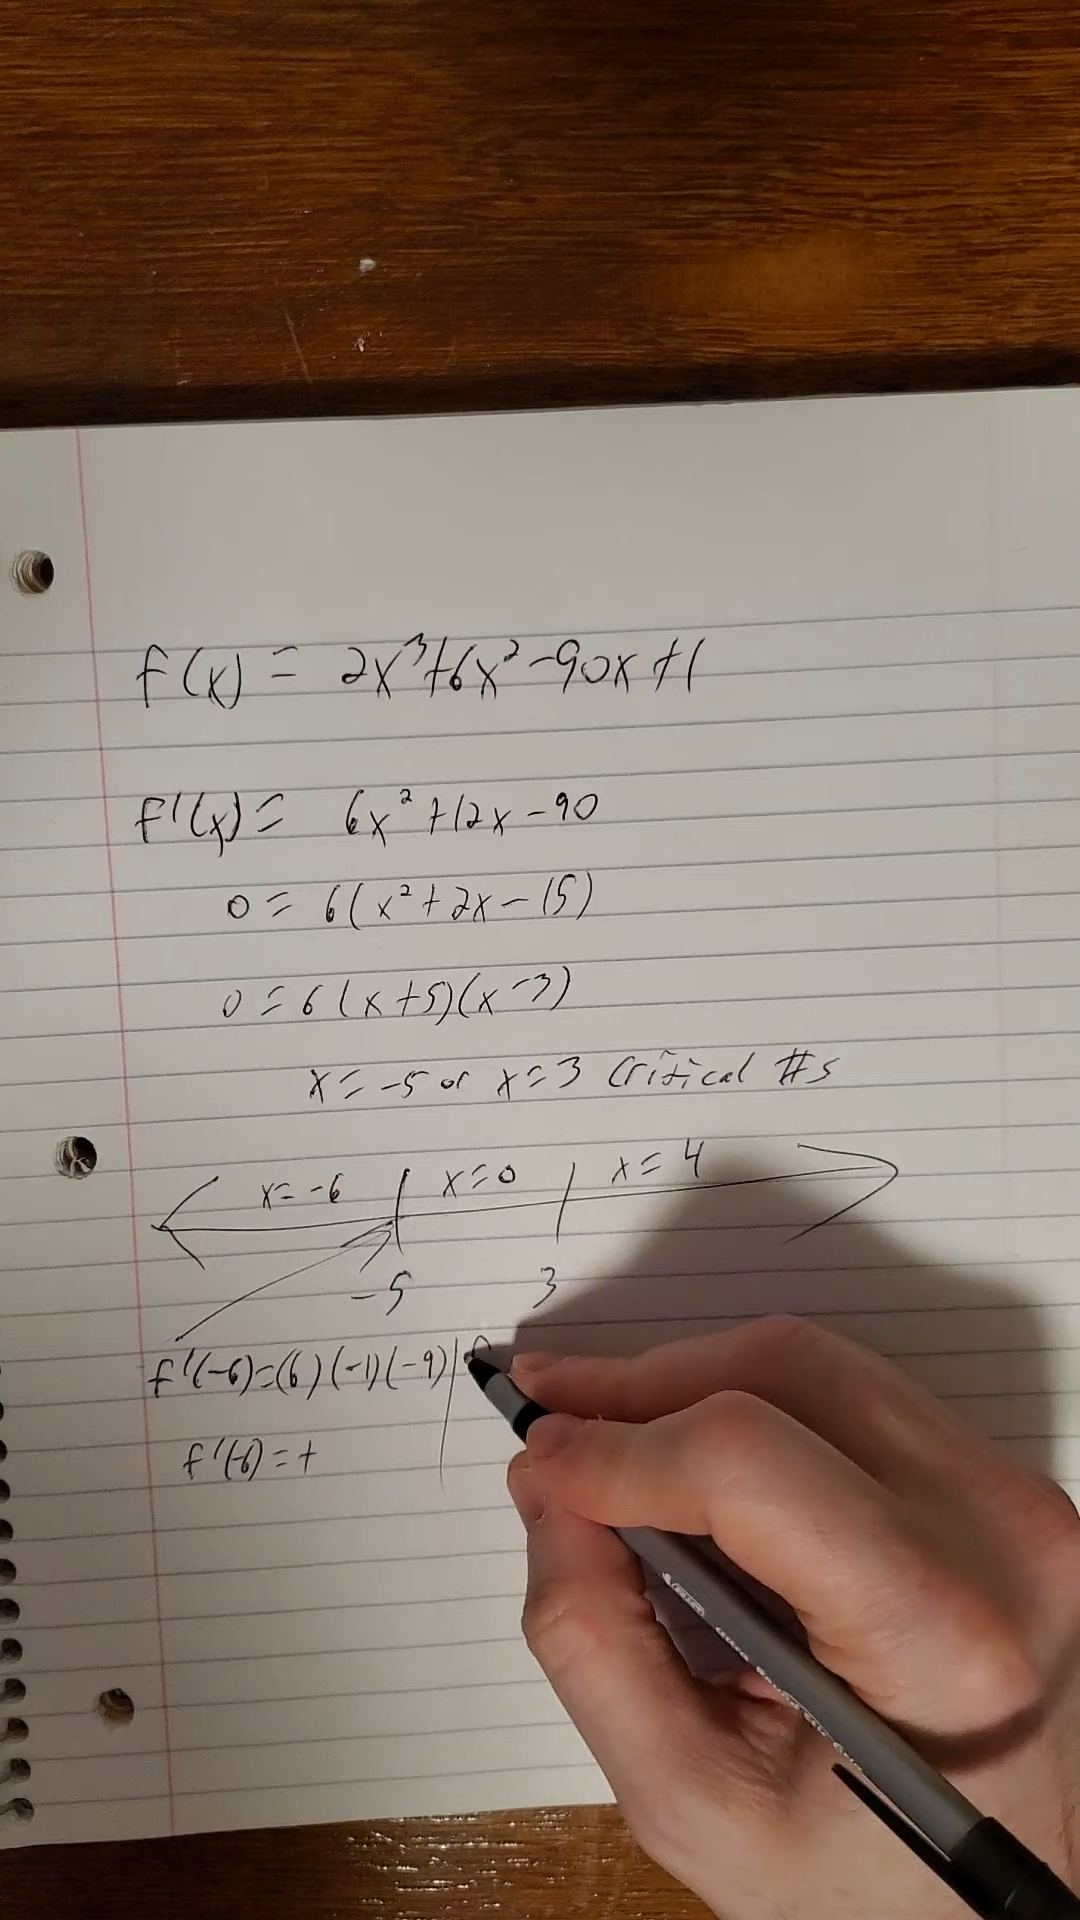 f(x) = 2x³+6x²-90x+1
f'(x) = 6x²+12x-90
0 = 6(x²+2x-15)
0 = 6(x+5)(x-3)
x = -5 or x = 3 Critical #s
x = -6 x = 0 x = 4
-5 3
f'(-6)=(6)(-1)(-9)
f'(-6) = +